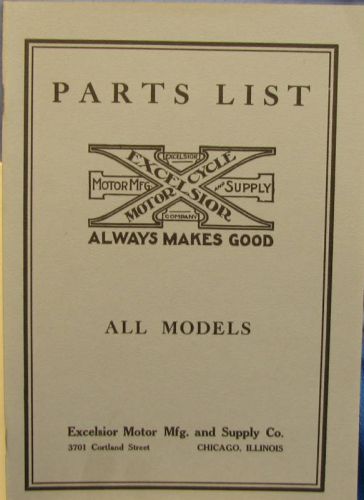 PARTS LIST
EXCELSIOR
EXCELSIOR
MOTOR CYCLE
MOTOR MFG. AND SUPPLY
COMPANY
ALWAYS MAKES GOOD
ALL MODELS
Excelsior Motor Mfg. and Supply Co.
3701 Cortland Street CHICAGO, ILLINOIS